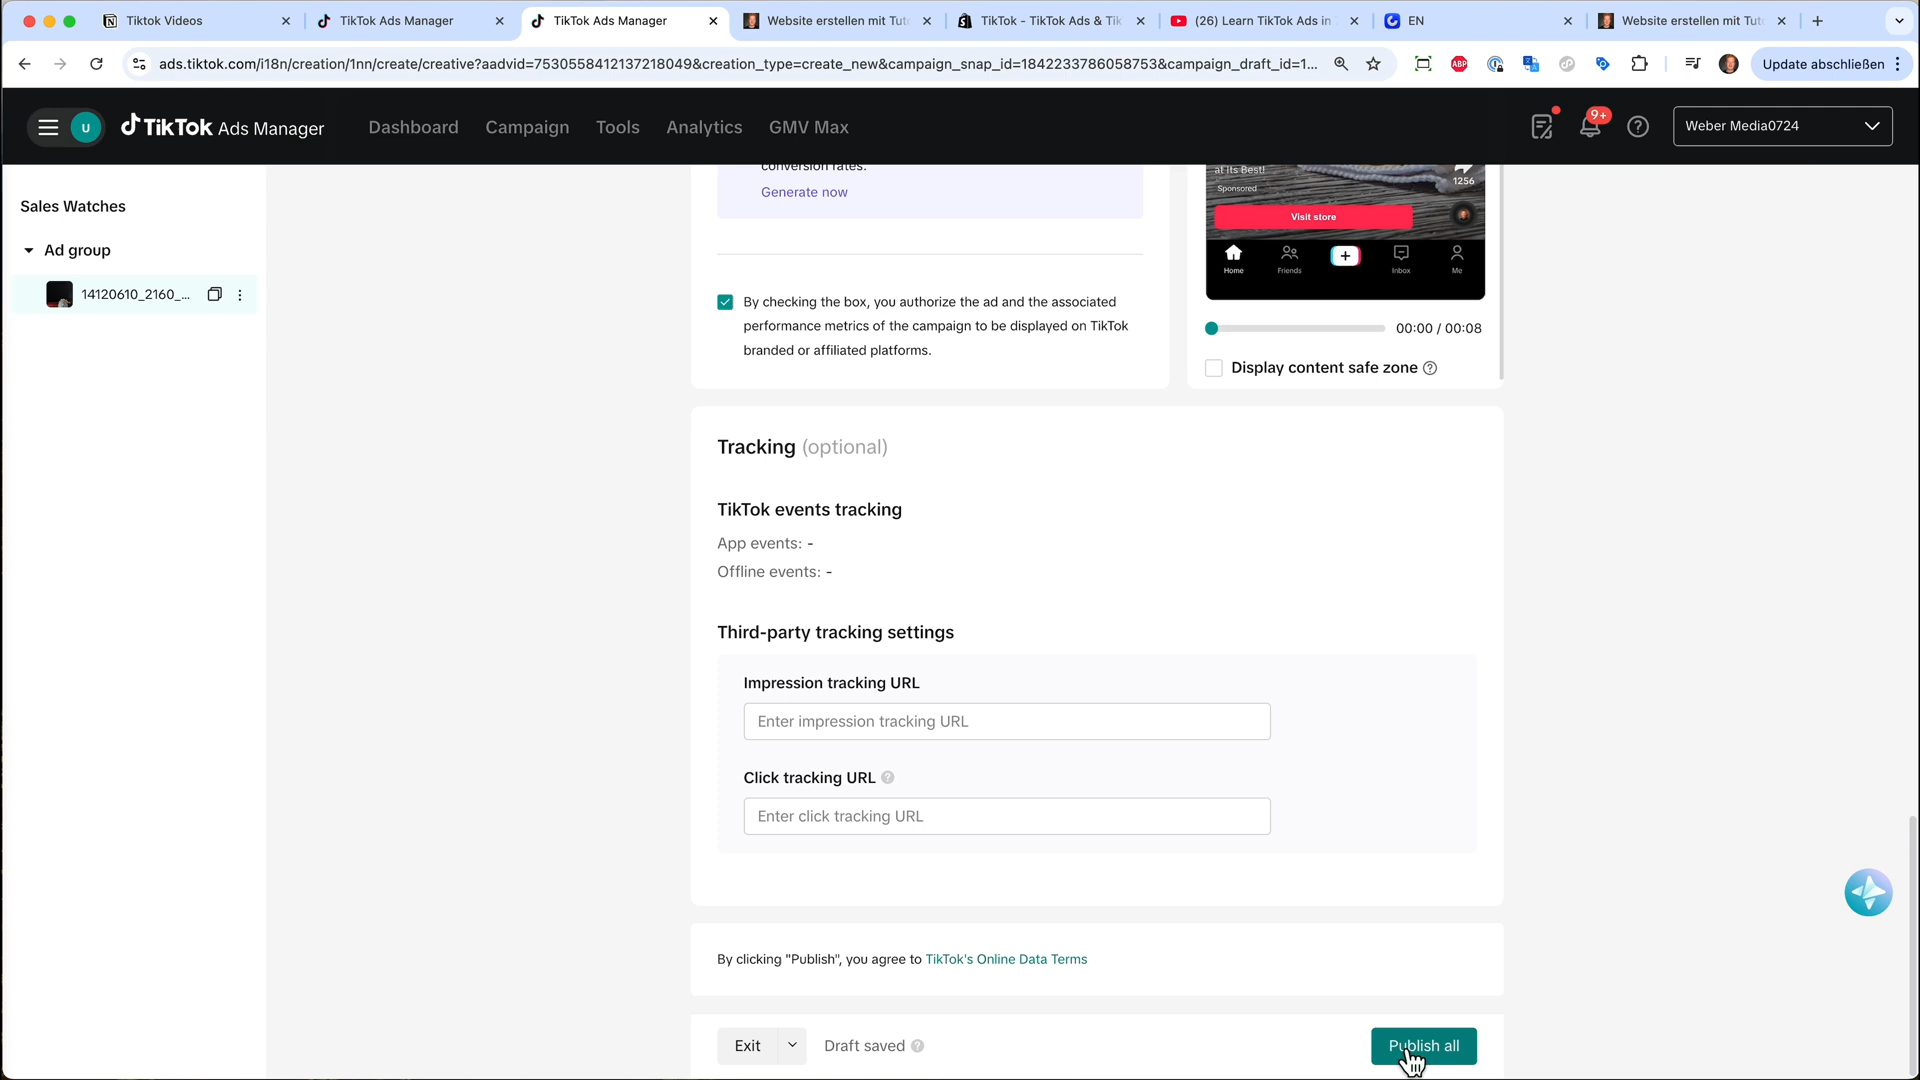 Tiktok Videos
TikTok Ads Manager
TikTok Ads Manager
Website erstellen mit Tut
TikTok - TikTok Ads & Tik
(26) Learn TikTok Ads in
EN
Website erstellen mit Tut
ads.tiktok.com/i18n/creation/1nn/create/creative?aadvid=7530558412137218049&creation_type=create_new&campaign_snap_id=1842233786058753&campaign_draft_id=1...
ABP
Update abschließen
U
TikTok Ads Manager
Dashboard
Campaign
Tools
Analytics
GMV Max
9+
Weber Media0724
Sales Watches
Ad group
14120610_2160_...
conversion rates.
Generate now
at Its Best!
Sponsored
1256
Visit store
Home
Friends
Inbox
Me
By checking the box, you authorize the ad and the associated
performance metrics of the campaign to be displayed on TikTok
branded or affiliated platforms.
00:00 / 00:08
Display content safe zone
Tracking (optional)
TikTok events tracking
App events: -
Offline events: -
Third-party tracking settings
Impression tracking URL
Enter impression tracking URL
Click tracking URL
Enter click tracking URL
By clicking "Publish", you agree to TikTok's Online Data Terms
Exit
Draft saved
Publish all